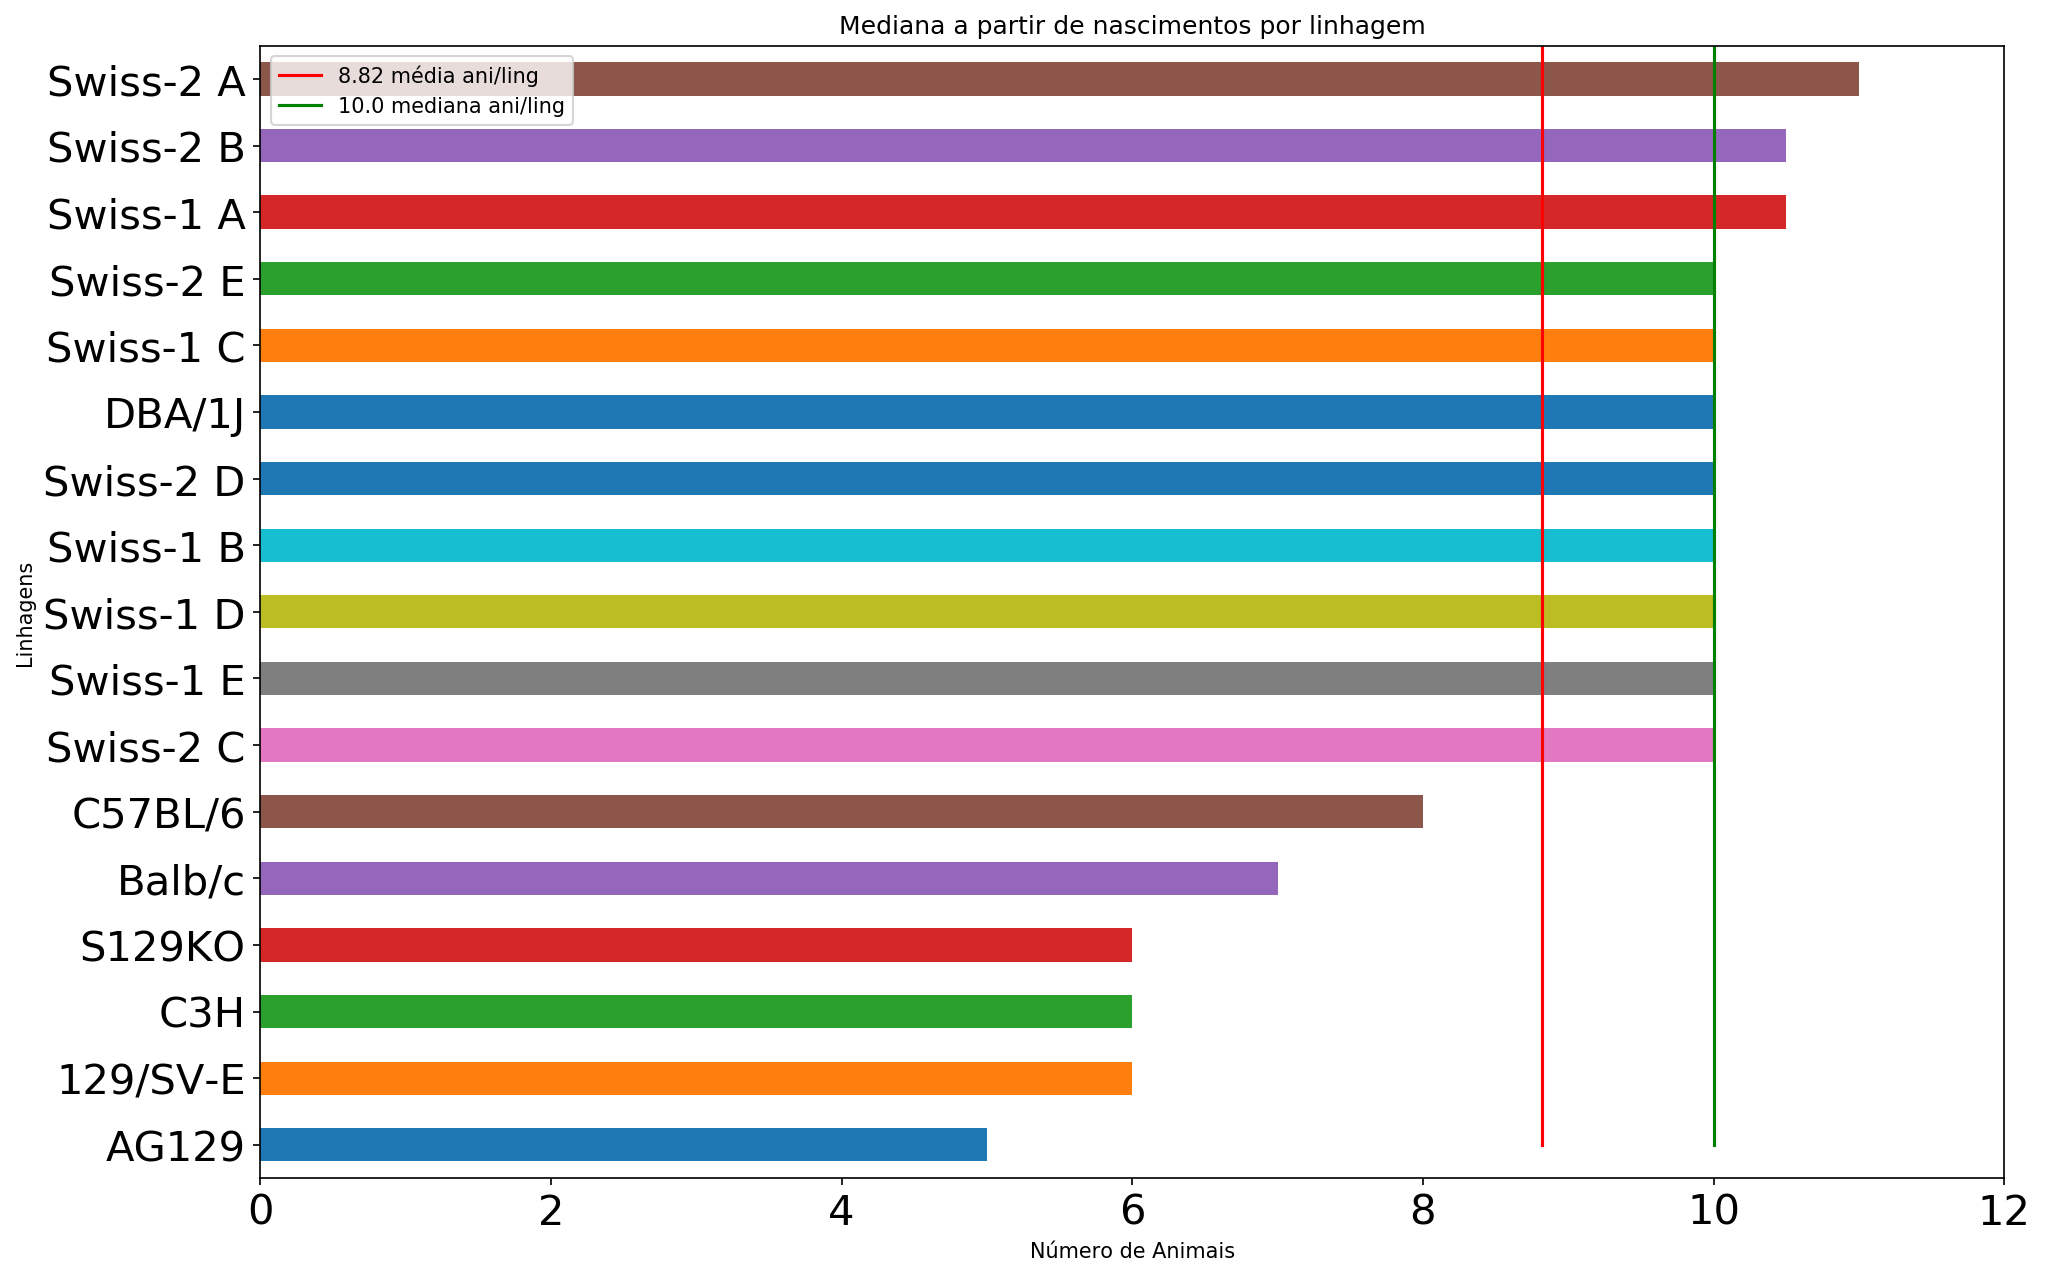 Mediana a partir de nascimentos por linhagem
8.82 média ani/ling
10.0 mediana ani/ling
Linhagens
Swiss-2 A
Swiss-2 B
Swiss-1 A
Swiss-2 E
Swiss-1 C
DBA/1J
Swiss-2 D
Swiss-1 B
Swiss-1 D
Swiss-1 E
Swiss-2 C
C57BL/6
Balb/c
S129KO
C3H
129/SV-E
AG129
0 2 4 6 8 10 12
Número de Animais